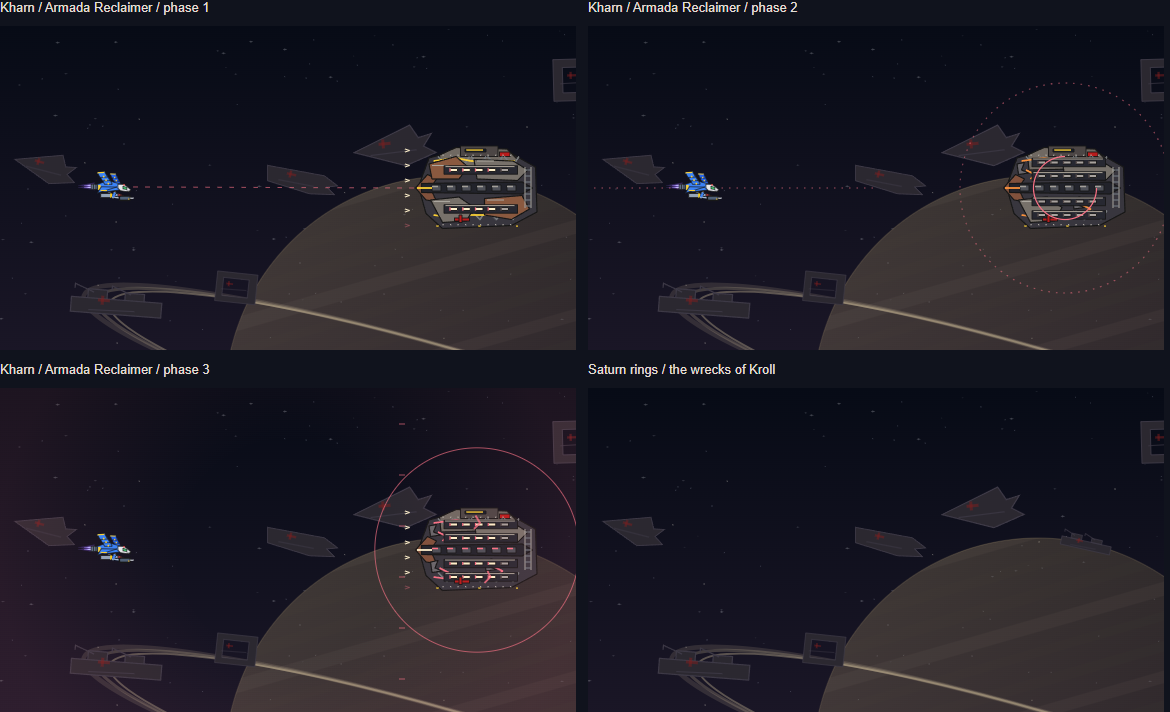 Kharn / Armada Reclaimer / phase 1
Kharn / Armada Reclaimer / phase 2
Kharn / Armada Reclaimer / phase 3
Saturn rings / the wrecks of Kroll